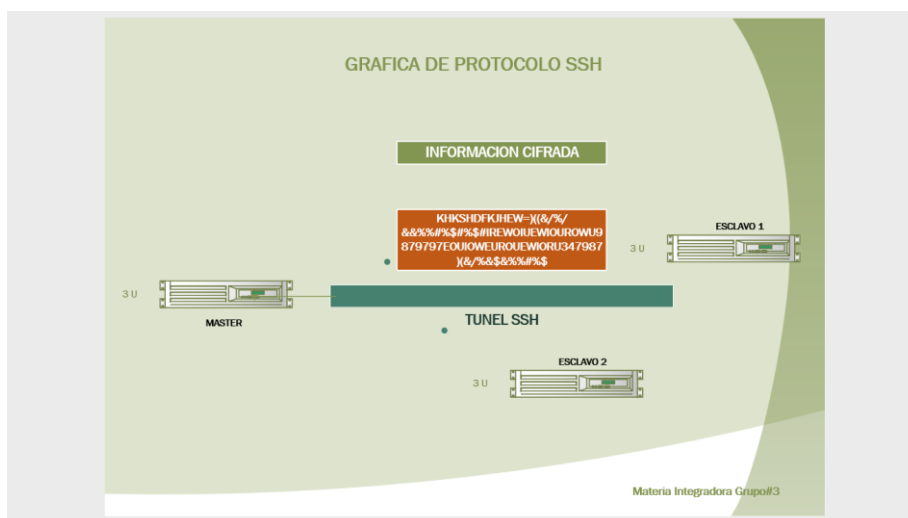 GRAFICA DE PROTOCOLO SSH
INFORMACION CIFRADA
KHKSHDFKJHEW=)((&/%/
&&%%#%$#%$#IREWOIUEWIOUROWU9
879797EOUIOWEUROUEWIORU347987
)(&/%&$&%%#%$
ESCLAVO 1
3 U
3 U
MASTER
TUNEL SSH
ESCLAVO 2
3 U
Materia Integradora Grupo#3